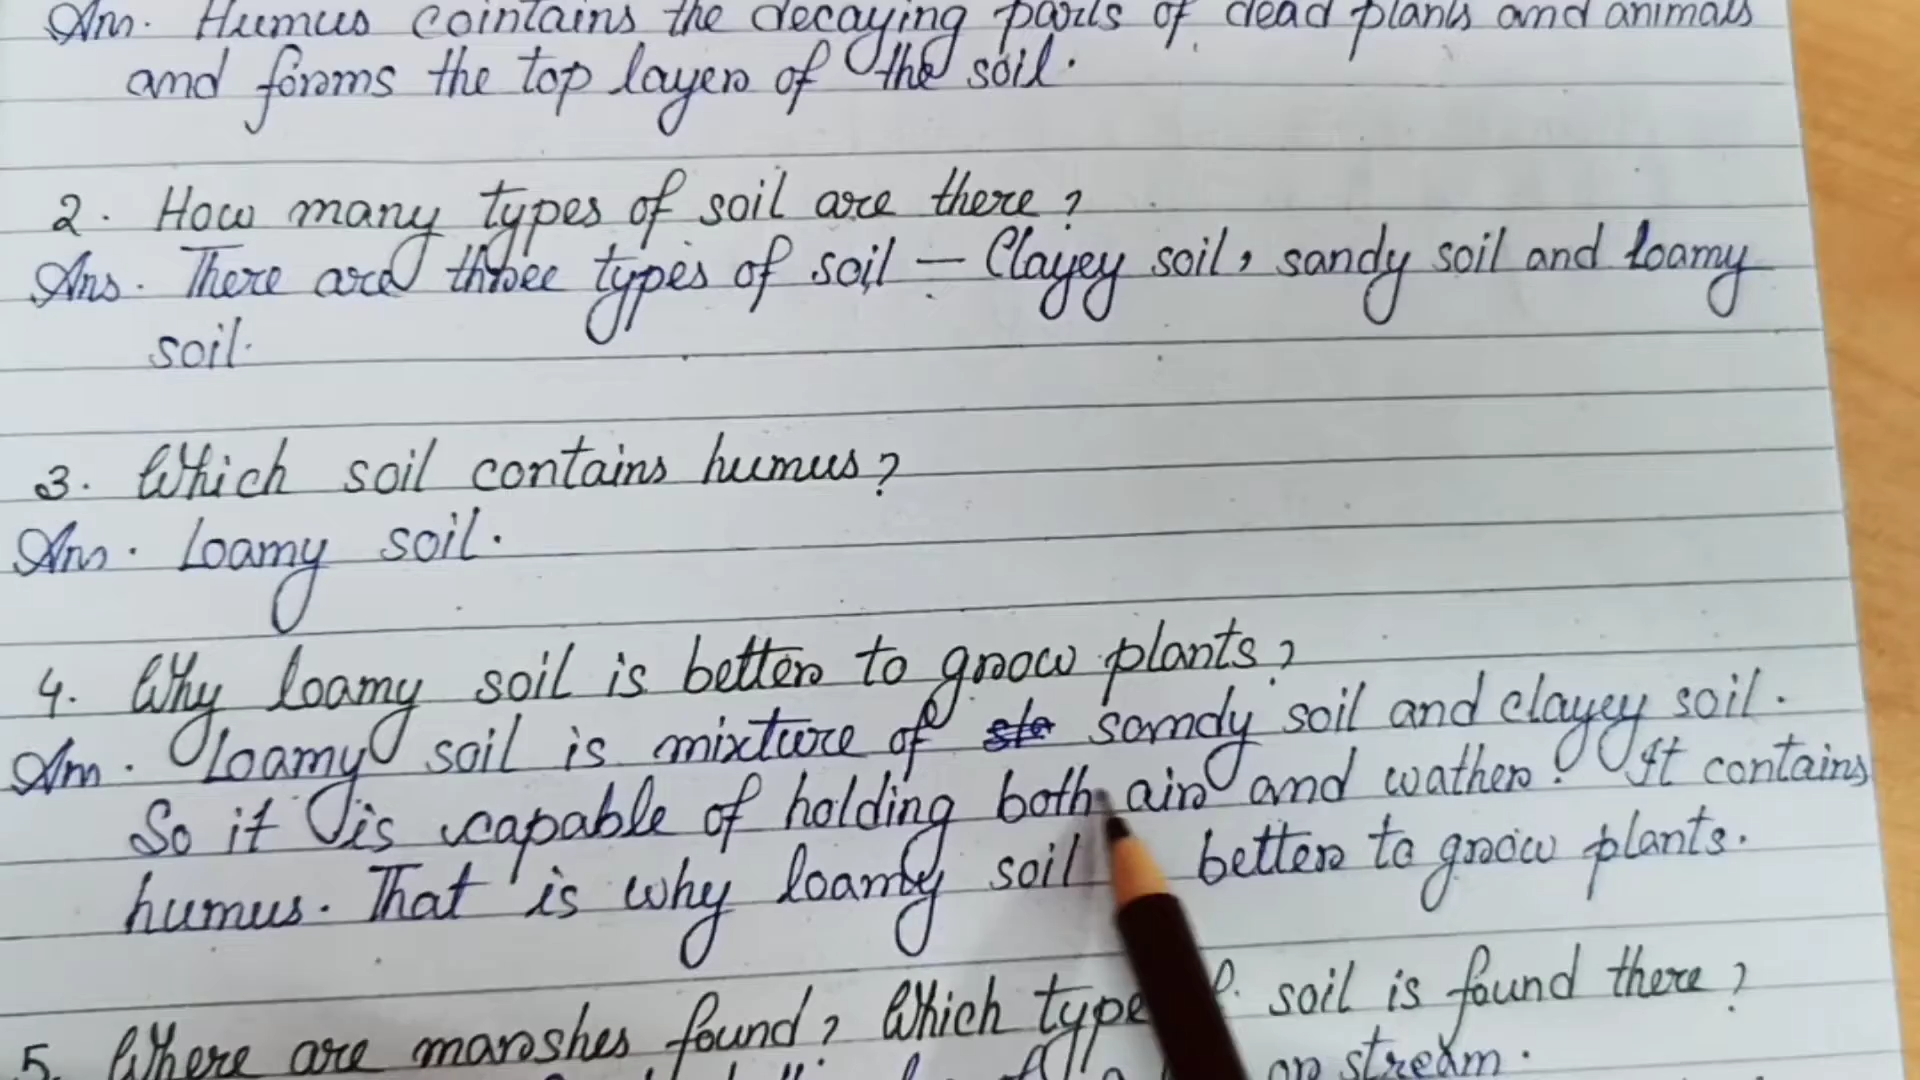 Ans. Humus cointains the decaying parts of dead plants and animals
and forms the top layer of the soil.
2. How many types of soil are there?
Ans. There are three types of soil – Clayey soil, sandy soil and loamy
soil.
3. Which soil contains humus?
Ans. Loamy soil.
4. Why loamy soil is better to grow plants?
Ans. Loamy soil is mixture of sandy soil and clayey soil.
So it is capable of holding both air and wather. It contains
humus. That is why loamy soil better to grow plants.
5. Where are marshes found? Which type soil is found there?
or stream.